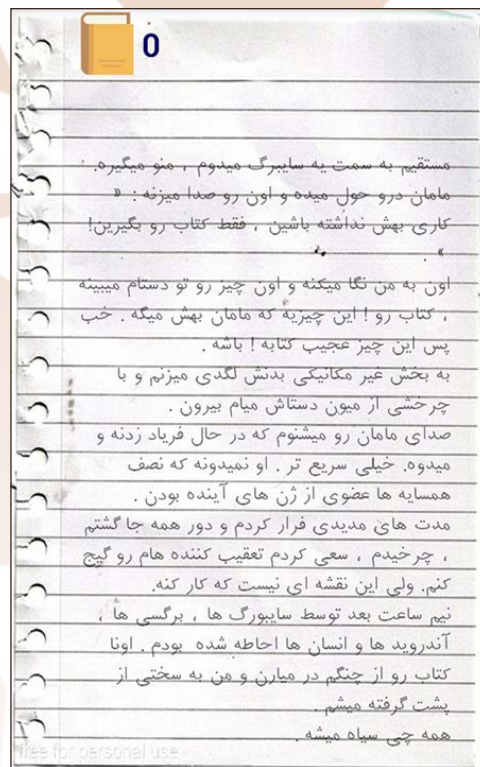 0
مستقیم به سمت یه سایبرگ میدوم ، منو میگیره.
مامان درو حول میده و اون رو صدا میزنه : «
کاری بهش نداشته باشین ، فقط کتاب رو بگیرین!
» .
اون به من نگا میکنه و اون چیز رو تو دستام میبینه
، کتاب رو ! این چیزیه که مامان بهش میگه . خب
پس این چیز عجیب کتابه ! باشه .
به بخش غیر مکانیکی بدنش لگدی میزنم و با
چرخشی از میون دستاش میام بیرون .
صدای مامان رو میشنوم که در حال فریاد زدنه و
میدوه. خیلی سریع تر . او نمیدونه که نصف
همسایه ها عضوی از ژن های آینده بودن .
مدت های مدیدی فرار کردم و دور همه جا گشتم
، چرخیدم ، سعی کردم تعقیب کننده هام رو گیج
کنم. ولی این نقشه ای نیست که کار کنه.
نیم ساعت بعد توسط سایبورگ ها ، برگسی ها ،
آندروید ها و انسان ها احاطه شده بودم . اونا
کتاب رو از چنگم در میارن و من به سختی از
پشت گرفته میشم .
همه چی سیاه میشه .
free for personal use